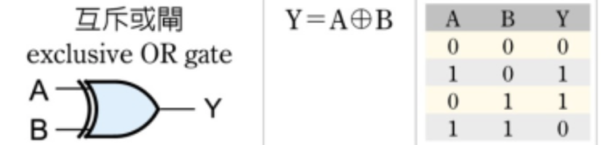 互斥或閘
exclusive OR gate
A
B
Y
Y=A⊕B
A B Y
0 0 0
1 0 1
0 1 1
1 1 0